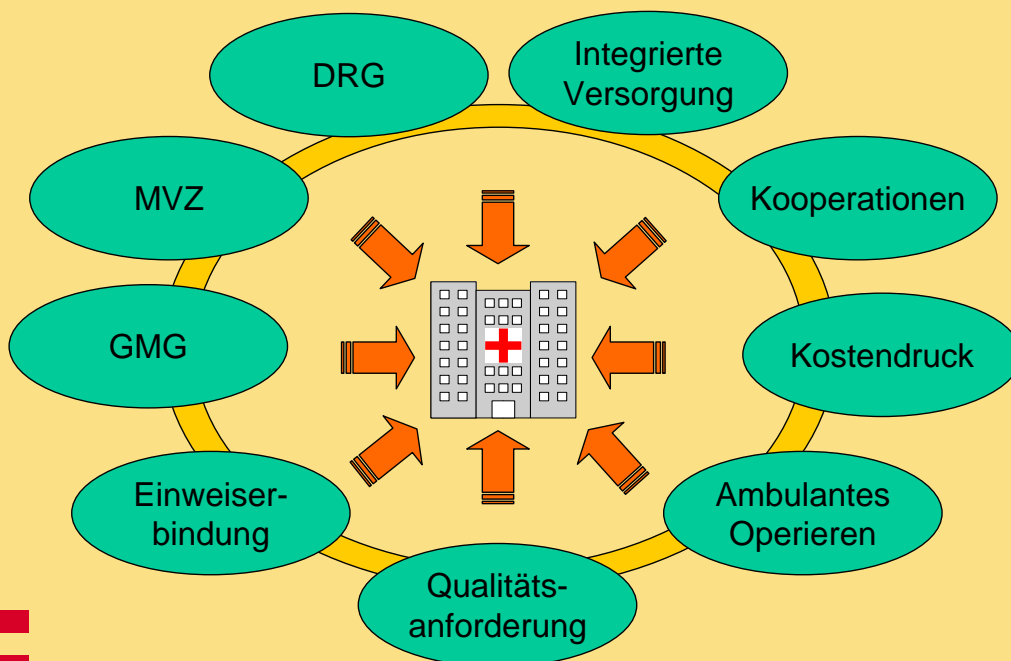 DRG
Integrierte
Versorgung
MVZ
Kooperationen
GMG
Kostendruck
Einweiser-
bindung
Ambulantes
Operieren
Qualitäts-
anforderung